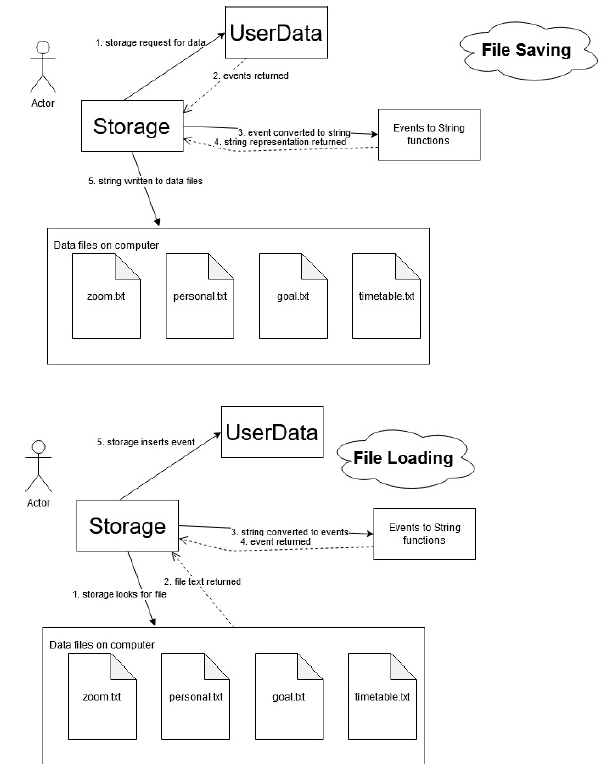 UserData
File Saving
1. storage request for data
2. events returned
Actor
Storage
3. event converted to string
4. string representation returned
Events to String
functions
5. string written to data files
Data files on computer
zoom.txt
personal.txt
goal.txt
timetable.txt
UserData
File Loading
5. storage inserts event
Actor
Storage
3. string converted to events
4. event returned
Events to String
functions
2. file text returned
1. storage looks for file
Data files on computer
zoom.txt
personal.txt
goal.txt
timetable.txt